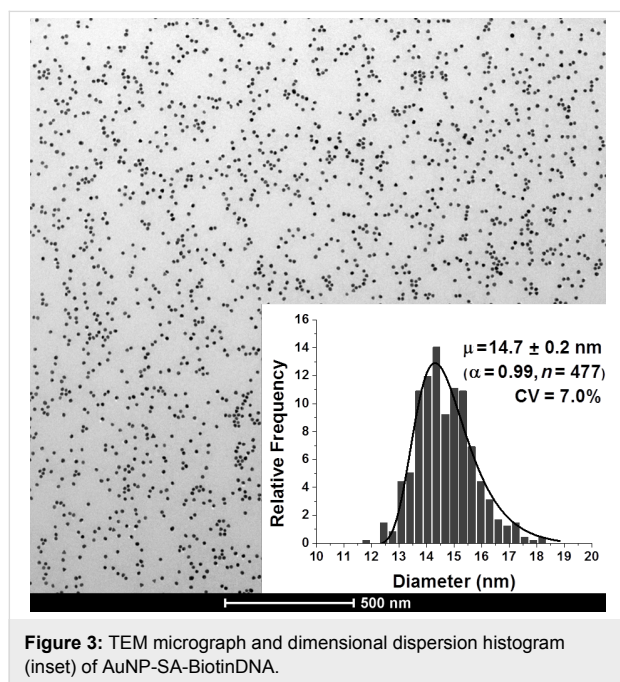 16
14
12
10
8
6
4
2
0
Relative Frequency
μ = 14.7 ± 0.2 nm
(α = 0.99, n = 477)
CV = 7.0%
10 11 12 13 14 15 16 17 18 19 20
Diameter (nm)
500 nm
Figure 3: TEM micrograph and dimensional dispersion histogram
(inset) of AuNP-SA-BiotinDNA.